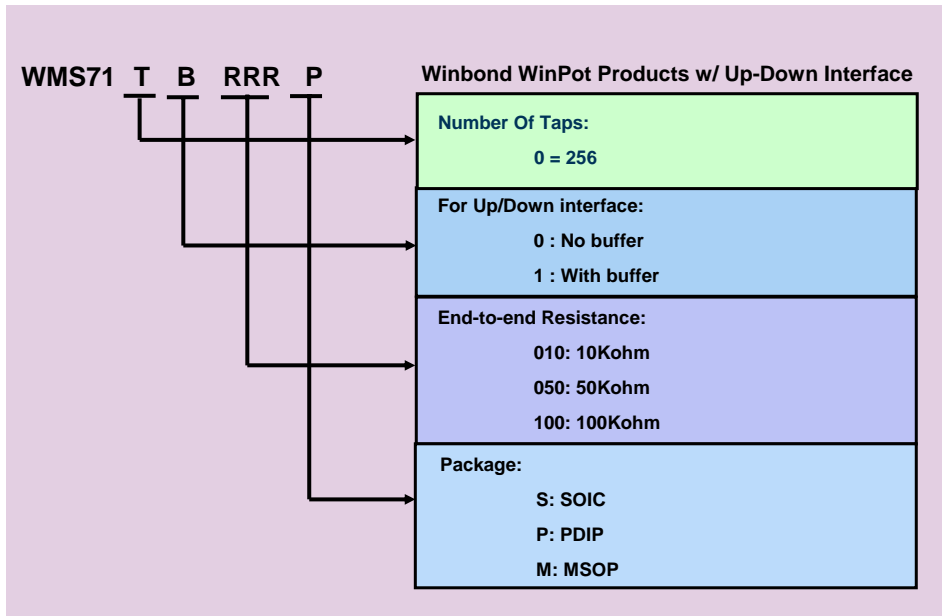 WMS71 T B RRR P
Winbond WinPot Products w/ Up-Down Interface
Number Of Taps:
0 = 256
For Up/Down interface:
0 : No buffer
1 : With buffer
End-to-end Resistance:
010: 10Kohm
050: 50Kohm
100: 100Kohm
Package:
S: SOIC
P: PDIP
M: MSOP